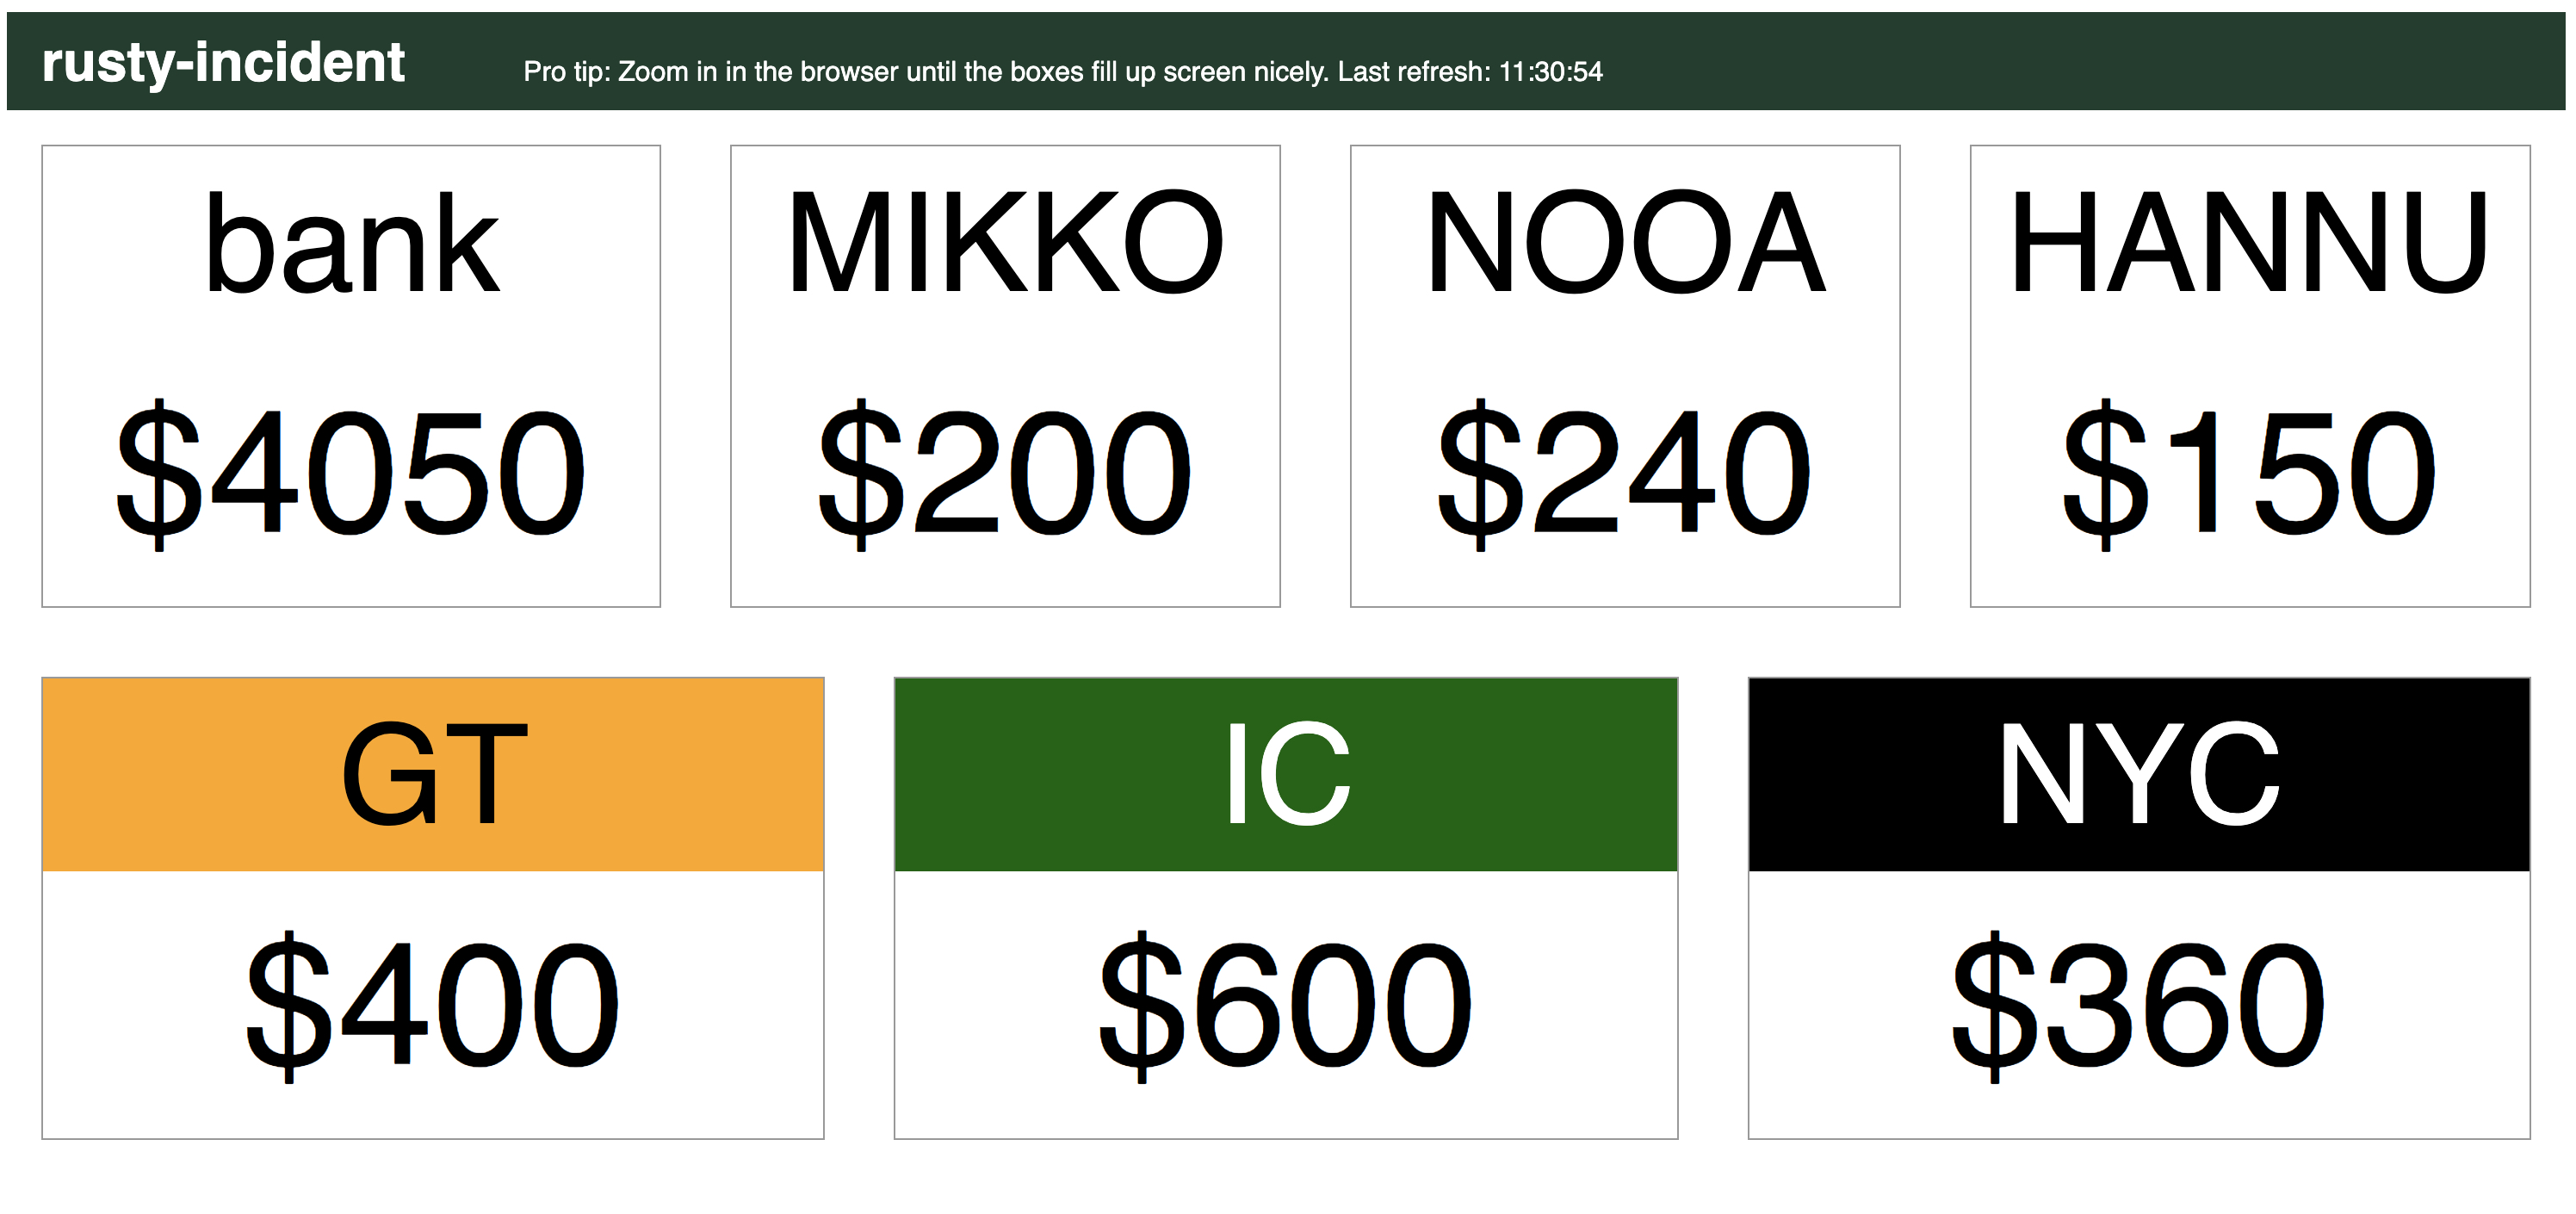 rusty-incident Pro tip: Zoom in in the browser until the boxes fill up screen nicely. Last refresh: 11:30:54
bank MIKKO NOOA HANNU
$4050 $200 $240 $150
GT IC NYC
$400 $600 $360